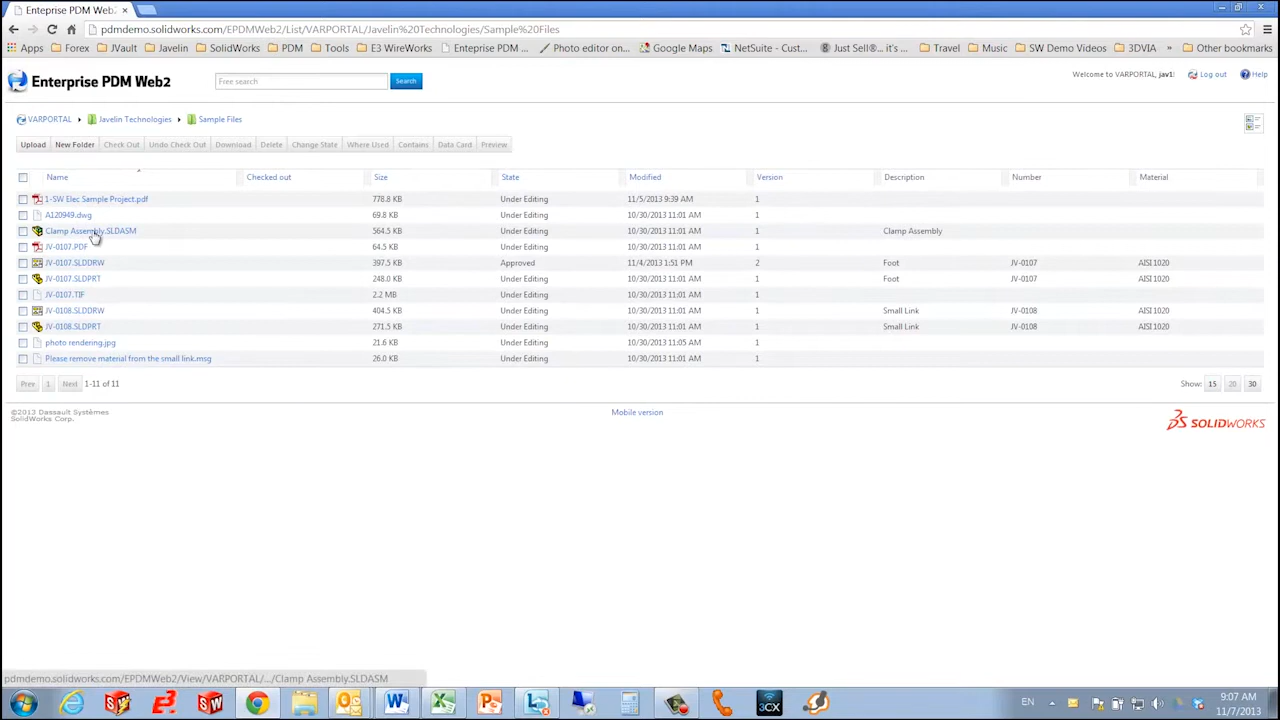 Enteprise PDM Web2
pdmdemo.solidworks.com/EPDMWeb2/List/VARPORTAL/Javelin%20Technologies/Sample%20Files
Apps Forex JVault Javelin SolidWorks PDM Tools E3 WireWorks Enteprise PDM ... Photo editor on... Google Maps NetSuite - Cust... Just Sell®... it's ... Travel Music SW Demo Videos 3DVIA » Other bookmarks
Enterprise PDM Web2
Free search
Search
Welcome to VARPORTAL, jav1!
Log out
Help
VARPORTAL Javelin Technologies Sample Files
Upload New Folder Check Out Undo Check Out Download Delete Change State Where Used Contains Data Card Preview
Name Checked out Size State Modified Version Description Number Material
1-SW Elec Sample Project.pdf 778.8 KB Under Editing 11/5/2013 9:39 AM 1
A120949.dwg 69.8 KB Under Editing 10/30/2013 11:01 AM 1
Clamp Assembly.SLDASM 564.5 KB Under Editing 10/30/2013 11:01 AM 1 Clamp Assembly
JV-0107.PDF 64.5 KB Under Editing 10/30/2013 11:01 AM 1
JV-0107.SLDDRW 397.5 KB Approved 11/4/2013 1:51 PM 2 Foot JV-0107 AISI 1020
JV-0107.SLDPRT 248.0 KB Under Editing 10/30/2013 11:01 AM 1 Foot JV-0107 AISI 1020
JV-0107.TIF 2.2 MB Under Editing 10/30/2013 11:01 AM 1
JV-0108.SLDDRW 404.5 KB Under Editing 10/30/2013 11:01 AM 1 Small Link JV-0108 AISI 1020
JV-0108.SLDPRT 271.5 KB Under Editing 10/30/2013 11:01 AM 1 Small Link JV-0108 AISI 1020
photo rendering.jpg 21.6 KB Under Editing 10/30/2013 11:05 AM 1
Please remove material from the small link.msg 26.0 KB Under Editing 10/30/2013 11:01 AM 1
Prev 1 Next 1-11 of 11
Show: 15 20 30
©2013 Dassault Systèmes
SolidWorks Corp.
Mobile version
SOLIDWORKS
pdmdemo.solidworks.com/EPDMWeb2/View/VARPORTAL/.../Clamp Assembly.SLDASM
3CX
EN
9:07 AM
11/7/2013